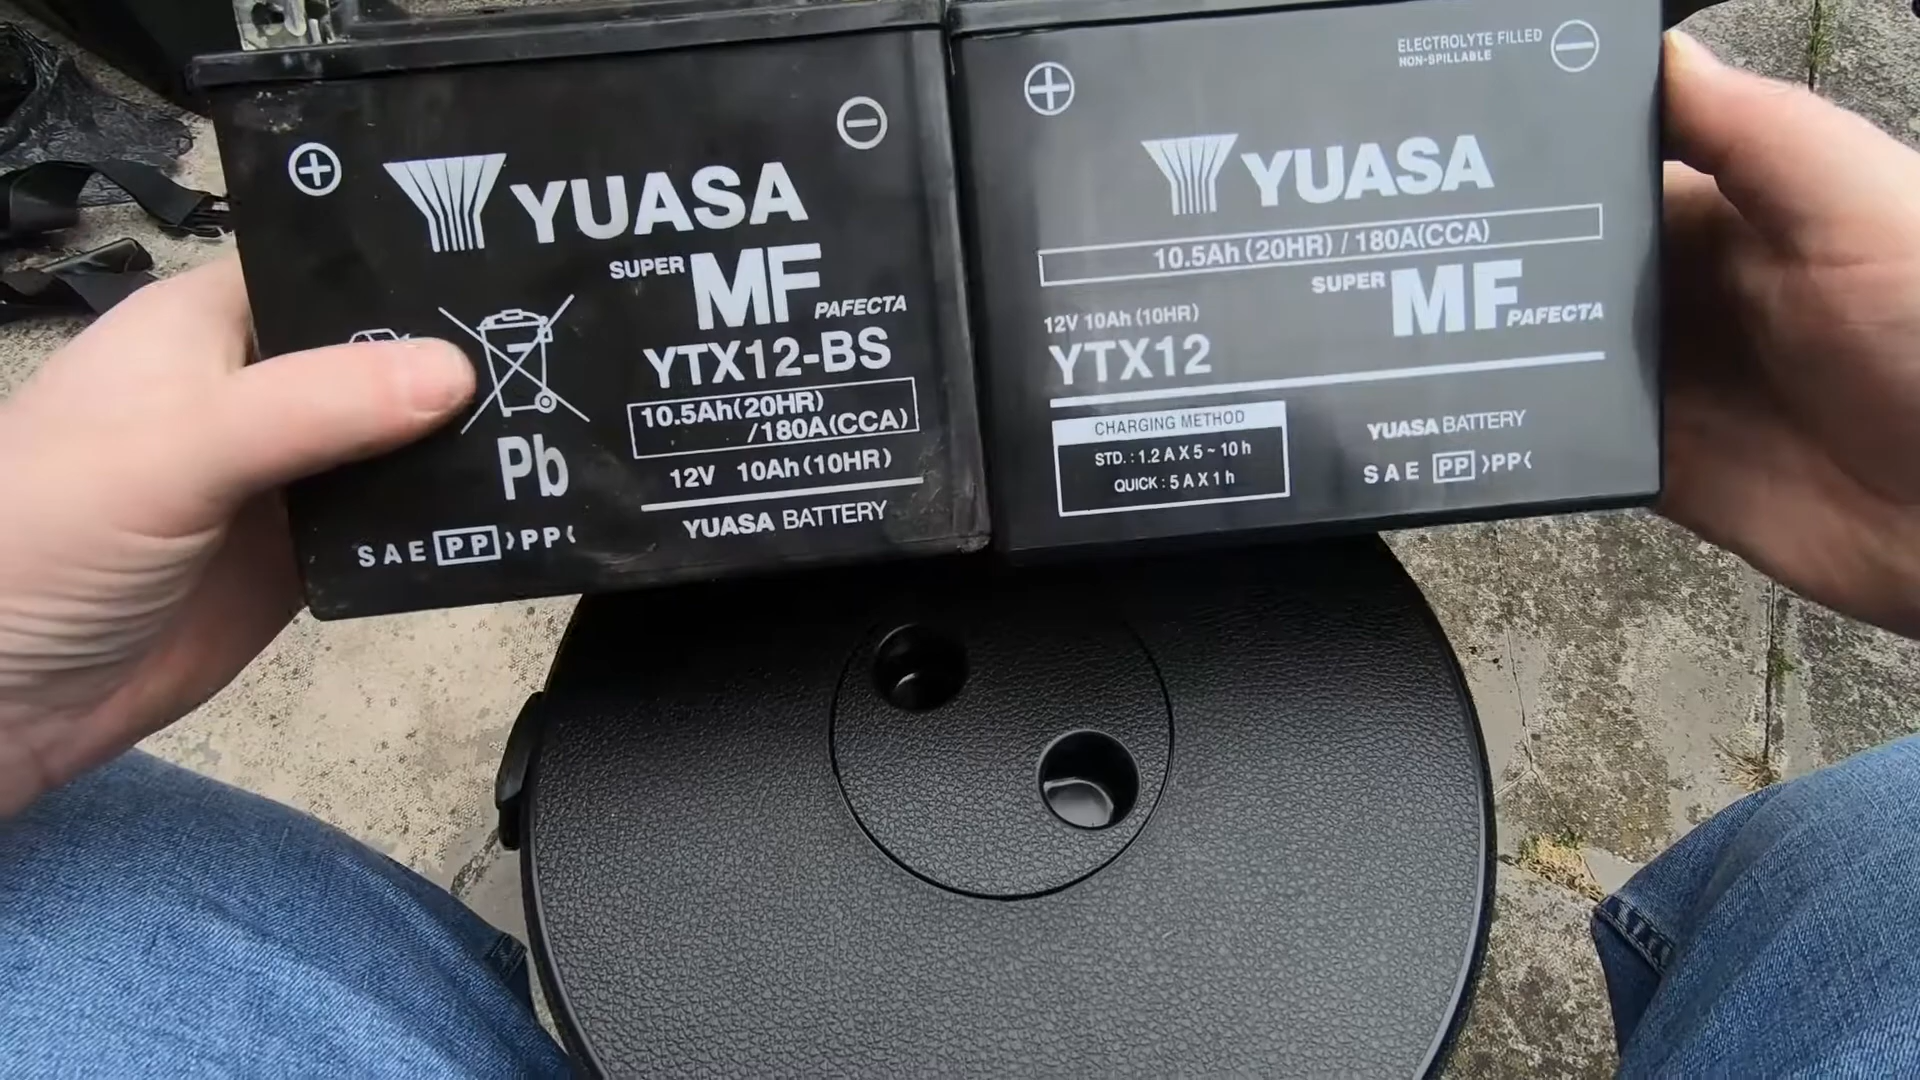 YUASA
SUPER MF PAFECTA
YTX12-BS
10.5Ah(20HR)
/180A(CCA)
12V 10Ah(10HR)
YUASA BATTERY
Pb
SAE PP >PP<
ELECTROLYTE FILLED
NON-SPILLABLE
YUASA
10.5Ah(20HR) / 180A(CCA)
SUPER MF PAFECTA
12V 10Ah (10HR)
YTX12
CHARGING METHOD
STD. : 1.2 A X 5 ~ 10 h
QUICK : 5 A X 1 h
YUASA BATTERY
SAE PP >PP<